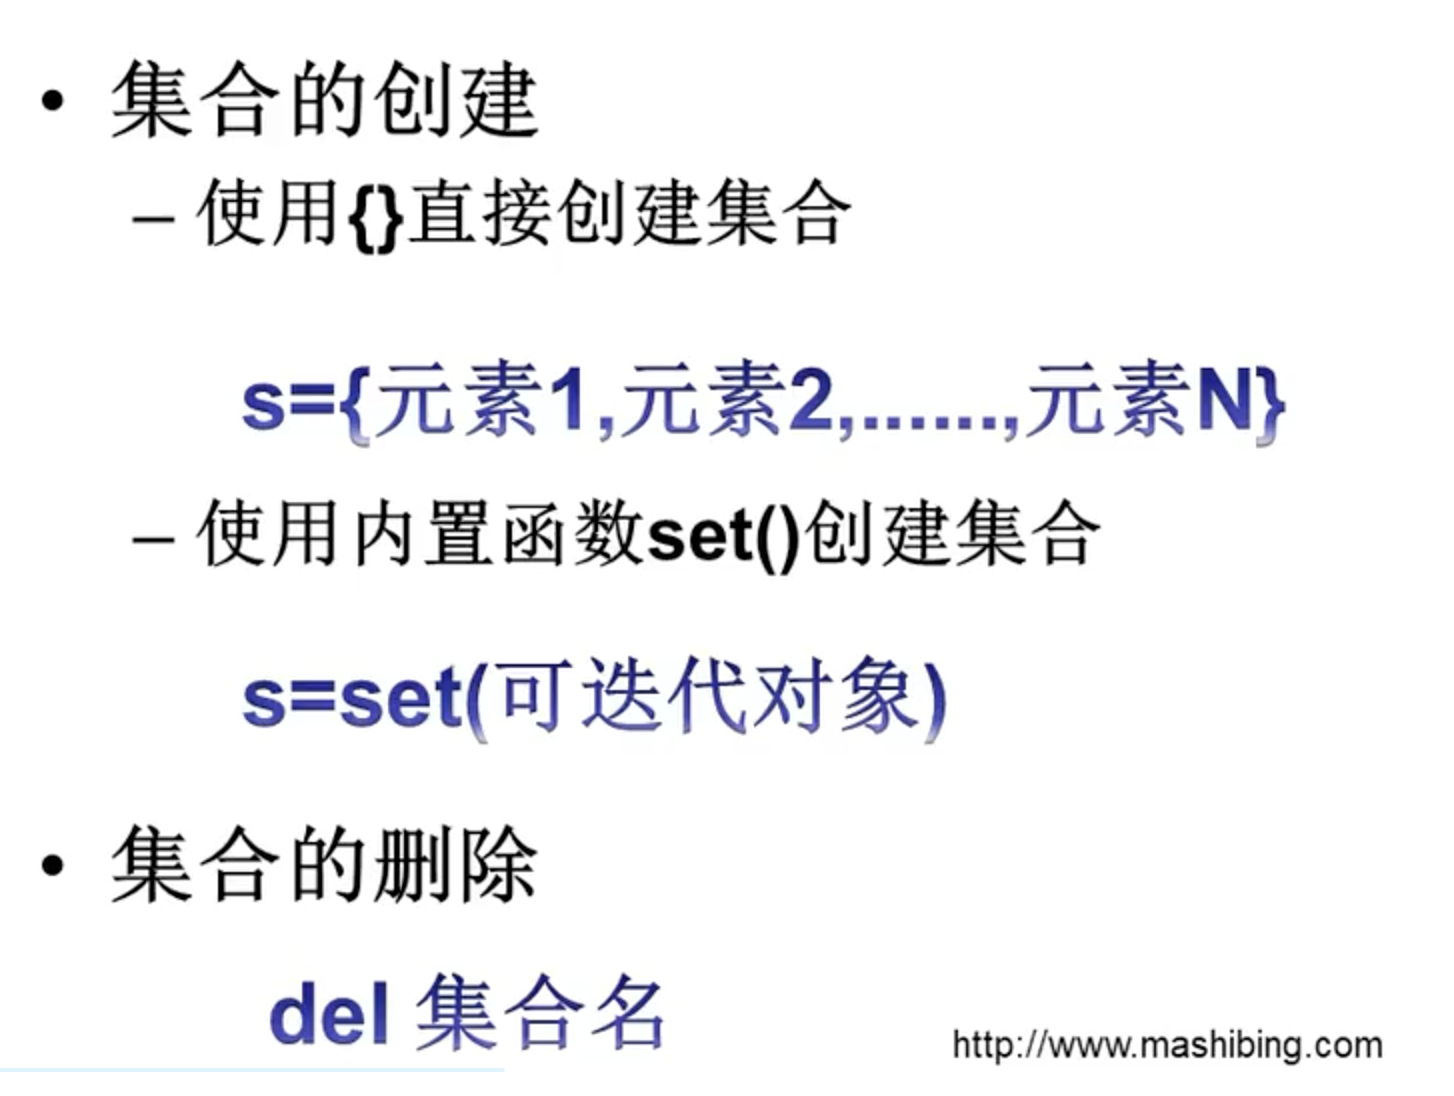 • 集合的创建
– 使用{}直接创建集合
s={元素1,元素2,......,元素N}
– 使用内置函数set()创建集合
s=set(可迭代对象)
• 集合的删除
del 集合名
http://www.mashibing.com